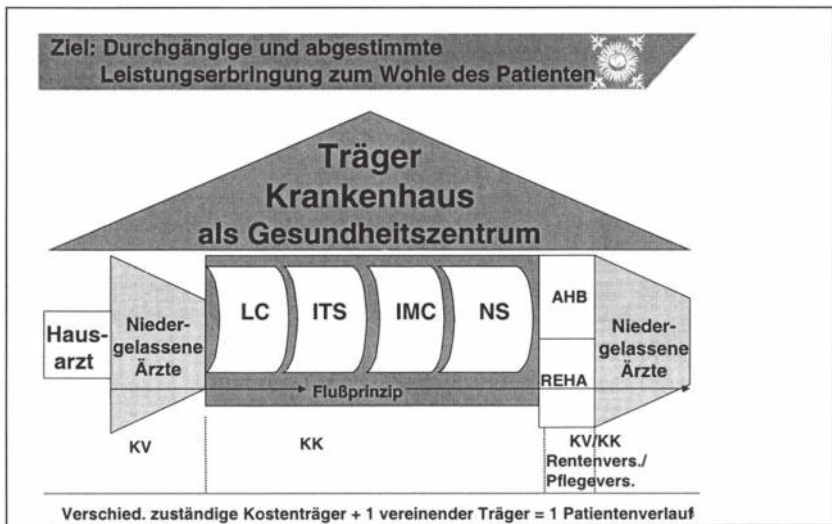 Ziel: Durchgängige und abgestimmte
Leistungserbringung zum Wohle des Patienten
Träger
Krankenhaus
als Gesundheitszentrum
Haus-
arzt
Nieder-
gelassene
Ärzte
LC
ITS
IMC
NS
Flußprinzip
AHB
REHA
Nieder-
gelassene
Ärzte
KV
KK
KV/KK
Rentenvers./
Pflegevers.
Verschied. zuständige Kostenträger + 1 vereinender Träger = 1 Patientenverlauf